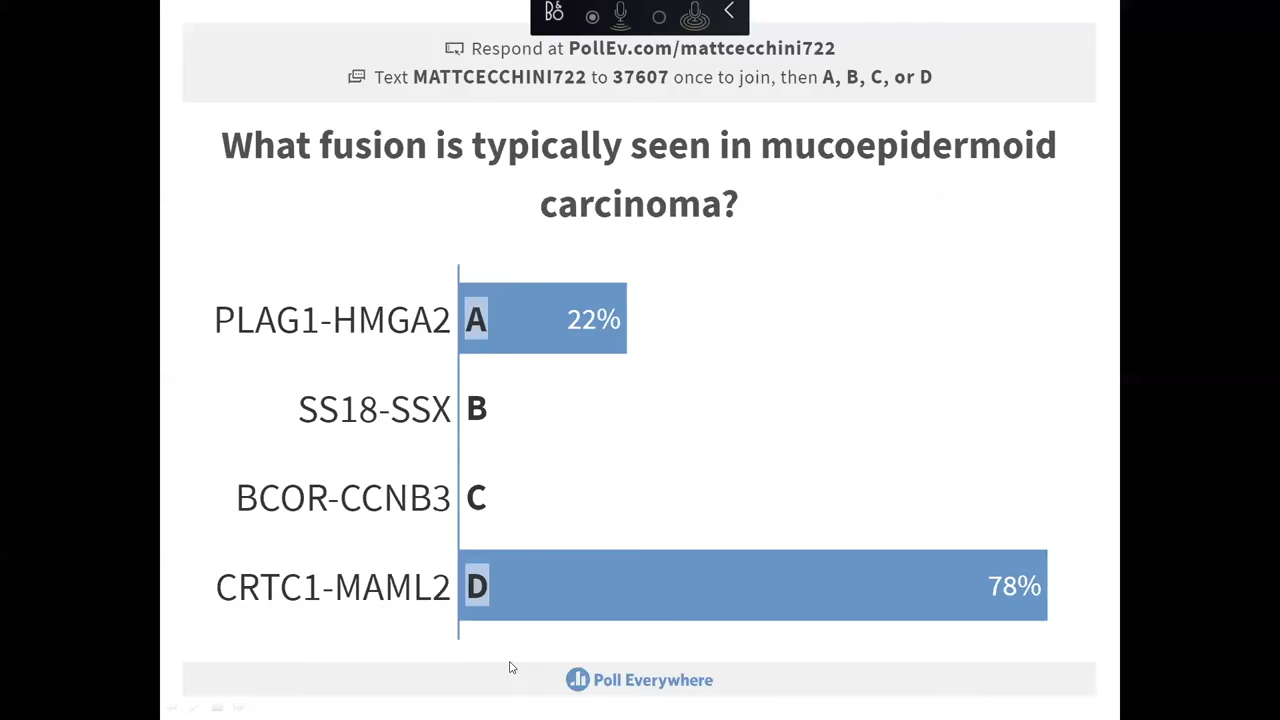 B&O
Respond at PollEv.com/mattcecchini722
Text MATTCECCHINI722 to 37607 once to join, then A, B, C, or D
What fusion is typically seen in mucoepidermoid
carcinoma?
PLAG1-HMGA2 A 22%
SS18-SSX B
BCOR-CCNB3 C
CRTC1-MAML2 D 78%
Poll Everywhere